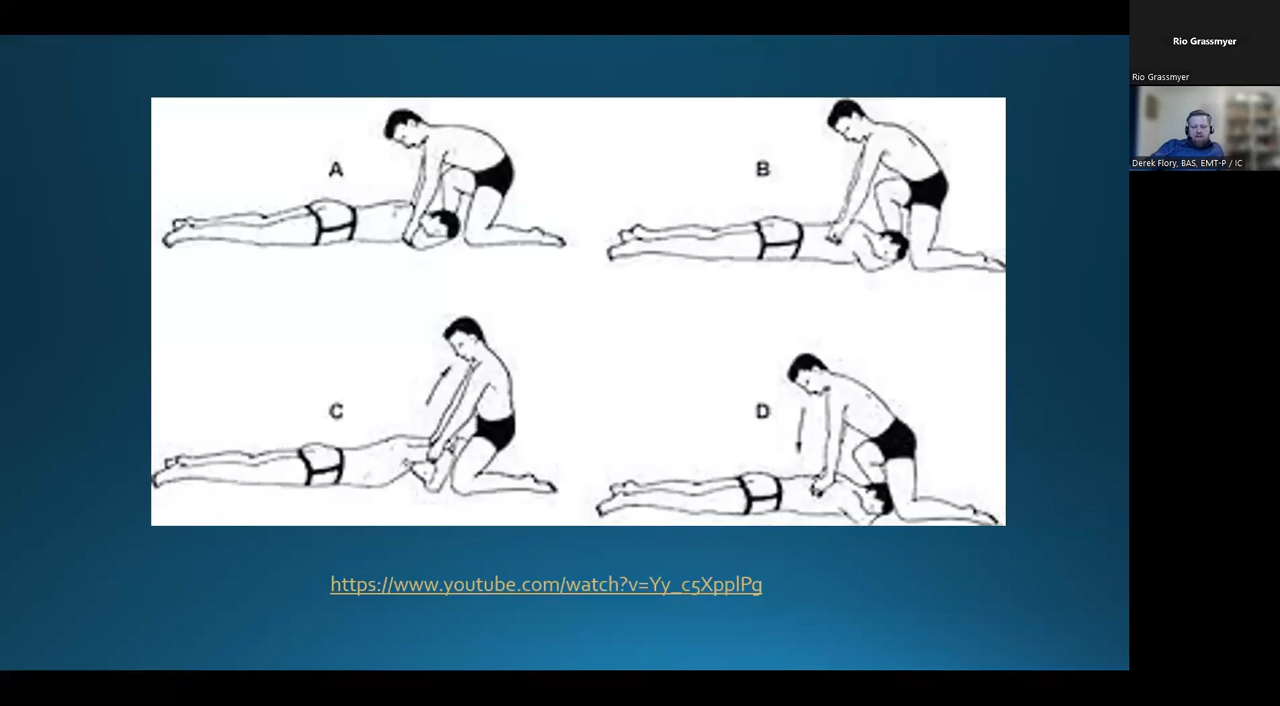 A
B
C
D
https://www.youtube.com/watch?v=Yy_c5XpplPg
Rio Grassmyer
Rio Grassmyer
Derek Flory, BAS, EMT-P / IC